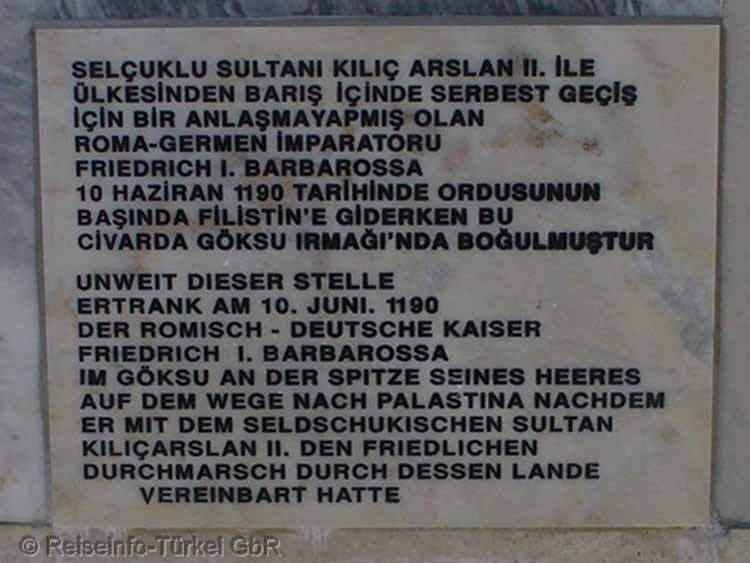 SELÇUKLU SULTANI KILIÇ ARSLAN II. İLE
ÜLKESİNDEN BARIŞ İÇİNDE SERBEST GEÇİŞ
İÇİN BİR ANLAŞMAYAPMIŞ OLAN
ROMA-GERMEN İMPARATORU
FRIEDRICH I. BARBAROSSA
10 HAZİRAN 1190 TARİHİNDE ORDUSUNUN
BAŞINDA FİLİSTİN'E GİDERKEN BU
CİVARDA GÖKSU IRMAĞI'NDA BOĞULMUŞTUR
UNWEIT DIESER STELLE
ERTRANK AM 10. JUNI. 1190
DER ROMISCH - DEUTSCHE KAISER
FRIEDRICH I. BARBAROSSA
IM GÖKSU AN DER SPITZE SEINES HEERES
AUF DEM WEGE NACH PALASTINA NACHDEM
ER MIT DEM SELDSCHUKISCHEN SULTAN
KILIÇARSLAN II. DEN FRIEDLICHEN
DURCHMARSCH DURCH DESSEN LANDE
VEREINBART HATTE
© Reiseinfo-Türkei GbR